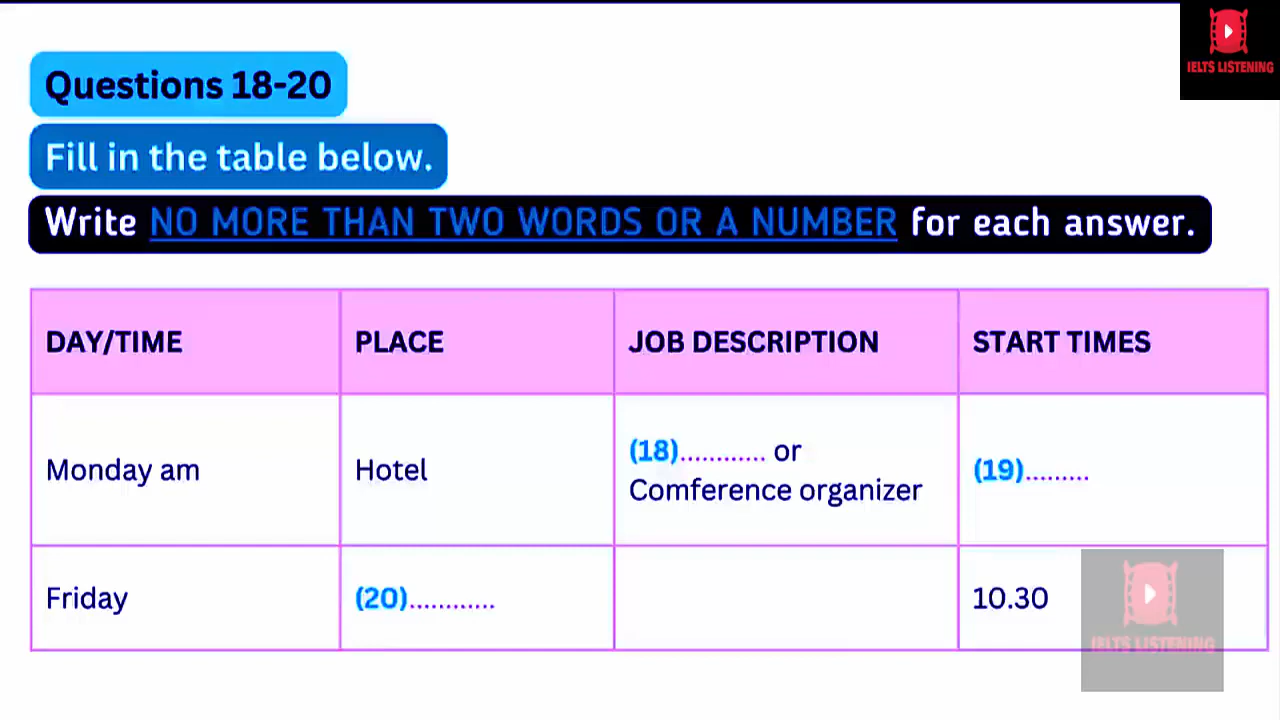 IELTS LISTENING
Questions 18-20
Fill in the table below.
Write NO MORE THAN TWO WORDS OR A NUMBER for each answer.
DAY/TIME PLACE JOB DESCRIPTION START TIMES
Monday am Hotel (18)............ or (19).........
Comference organizer
Friday (20)............ 10.30
IELTS LISTENING